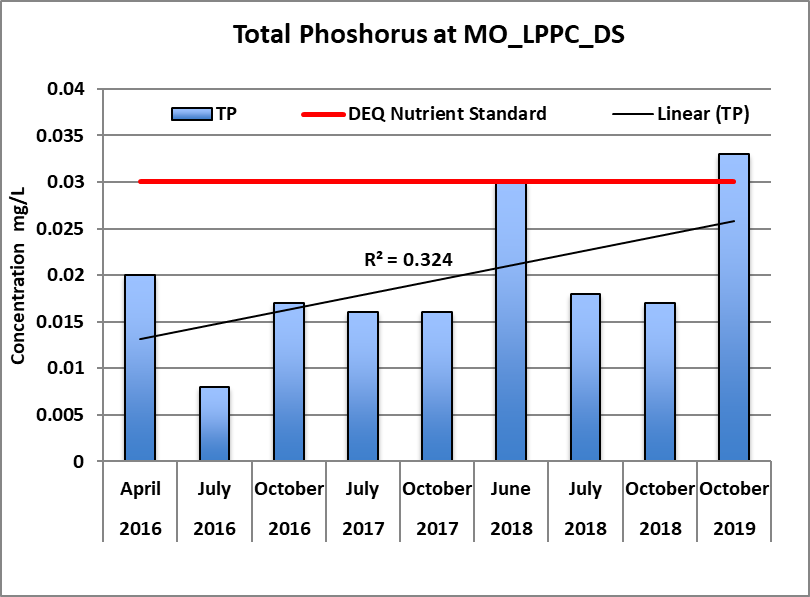 Total Phoshorus at MO_LPPC_DS
TP DEQ Nutrient Standard Linear (TP)
0.04
0.035
0.03
0.025
0.02
0.015
0.01
0.005
0
Concentration mg/L
R² = 0.324
April July October July October June July October October
2016 2016 2016 2017 2017 2018 2018 2018 2019